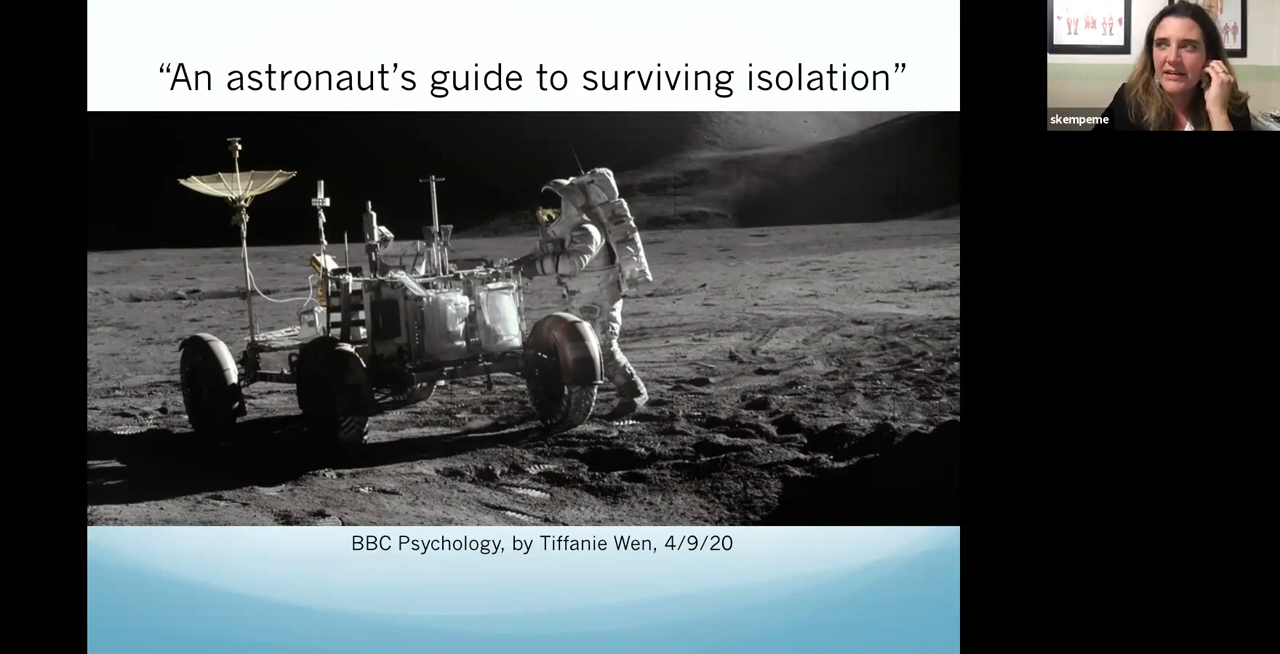 “An astronaut’s guide to surviving isolation”
skempeme
BBC Psychology, by Tiffanie Wen, 4/9/20